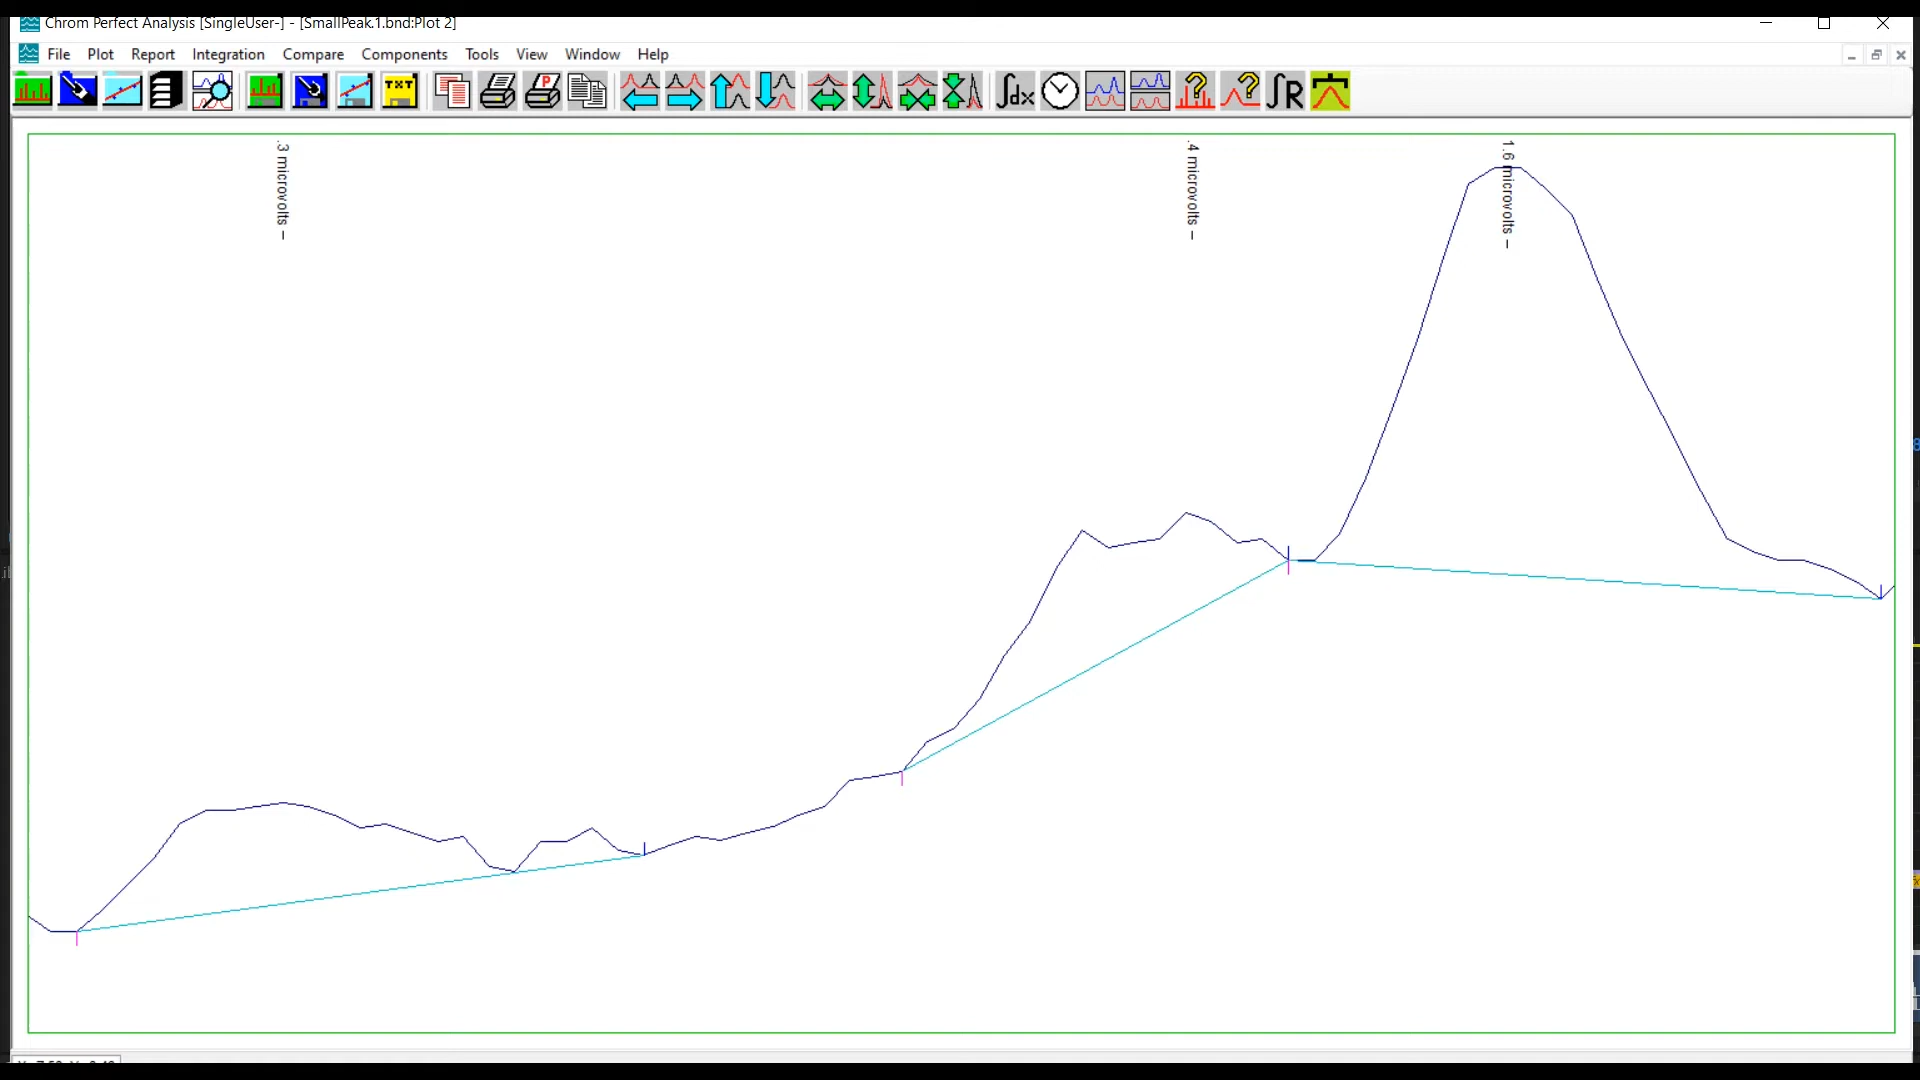 Chrom Perfect Analysis [SingleUser-] - [SmallPeak.1.bnd:Plot 2]
File Plot Report Integration Compare Components Tools View Window Help
TXT
P
∫dx
? ? ∫R
.3 microvolts –
.4 microvolts –
1.6 microvolts –